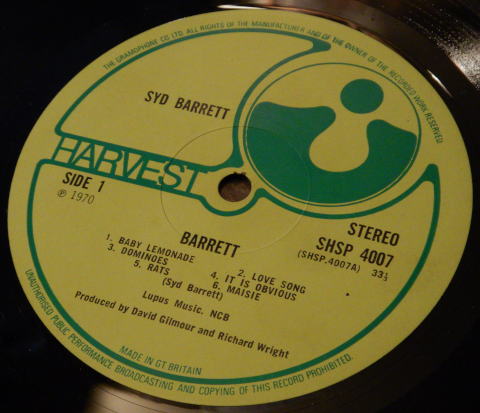 THE GRAMOPHONE CO LTD. ALL RIGHTS OF THE MANUFACTURER AND OF THE OWNER OF THE RECORDED WORK RESERVED
SYD BARRETT
HARVEST
SIDE 1
℗ 1970
STEREO
SHSP 4007
(SHSP.4007A) 33⅓
BARRETT
1. BABY LEMONADE 2. LOVE SONG
3. DOMINOES 4. IT IS OBVIOUS
5. RATS 6. MAISIE
(Syd Barrett)
Lupus Music. NCB
Produced by David Gilmour and Richard Wright
MADE IN GT BRITAIN
UNAUTHORISED PUBLIC PERFORMANCE BROADCASTING AND COPYING OF THIS RECORD PROHIBITED.